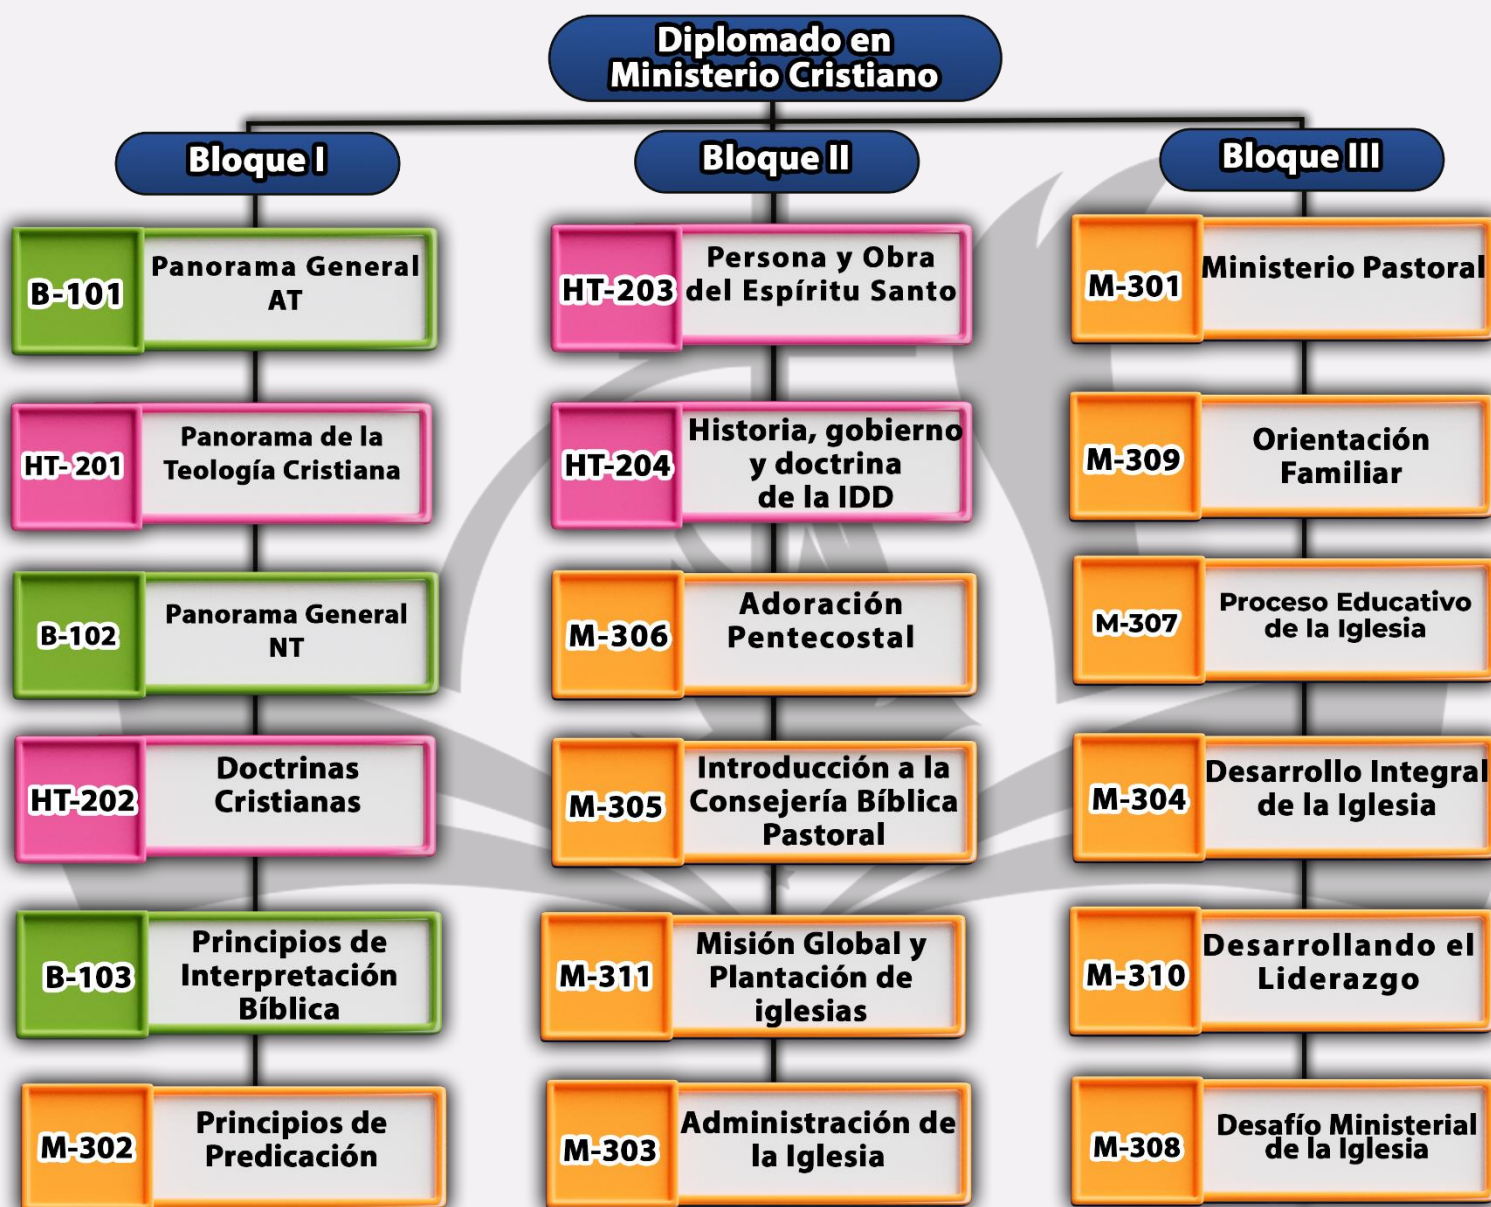 Diplomado en
Ministerio Cristiano
Bloque I
B-101
Panorama General
AT
HT- 201
Panorama de la
Teología Cristiana
B-102
Panorama General
NT
HT-202
Doctrinas
Cristianas
B-103
Principios de
Interpretación
Bíblica
M-302
Principios de
Predicación
Bloque II
HT-203
Persona y Obra
del Espíritu Santo
HT-204
Historia, gobierno
y doctrina
de la IDD
M-306
Adoración
Pentecostal
M-305
Introducción a la
Consejería Bíblica
Pastoral
M-311
Misión Global y
Plantación de
iglesias
M-303
Administración de
la Iglesia
Bloque III
M-301
Ministerio Pastoral
M-309
Orientación
Familiar
M-307
Proceso Educativo
de la Iglesia
M-304
Desarrollo Integral
de la Iglesia
M-310
Desarrollando el
Liderazgo
M-308
Desafío Ministerial
de la Iglesia